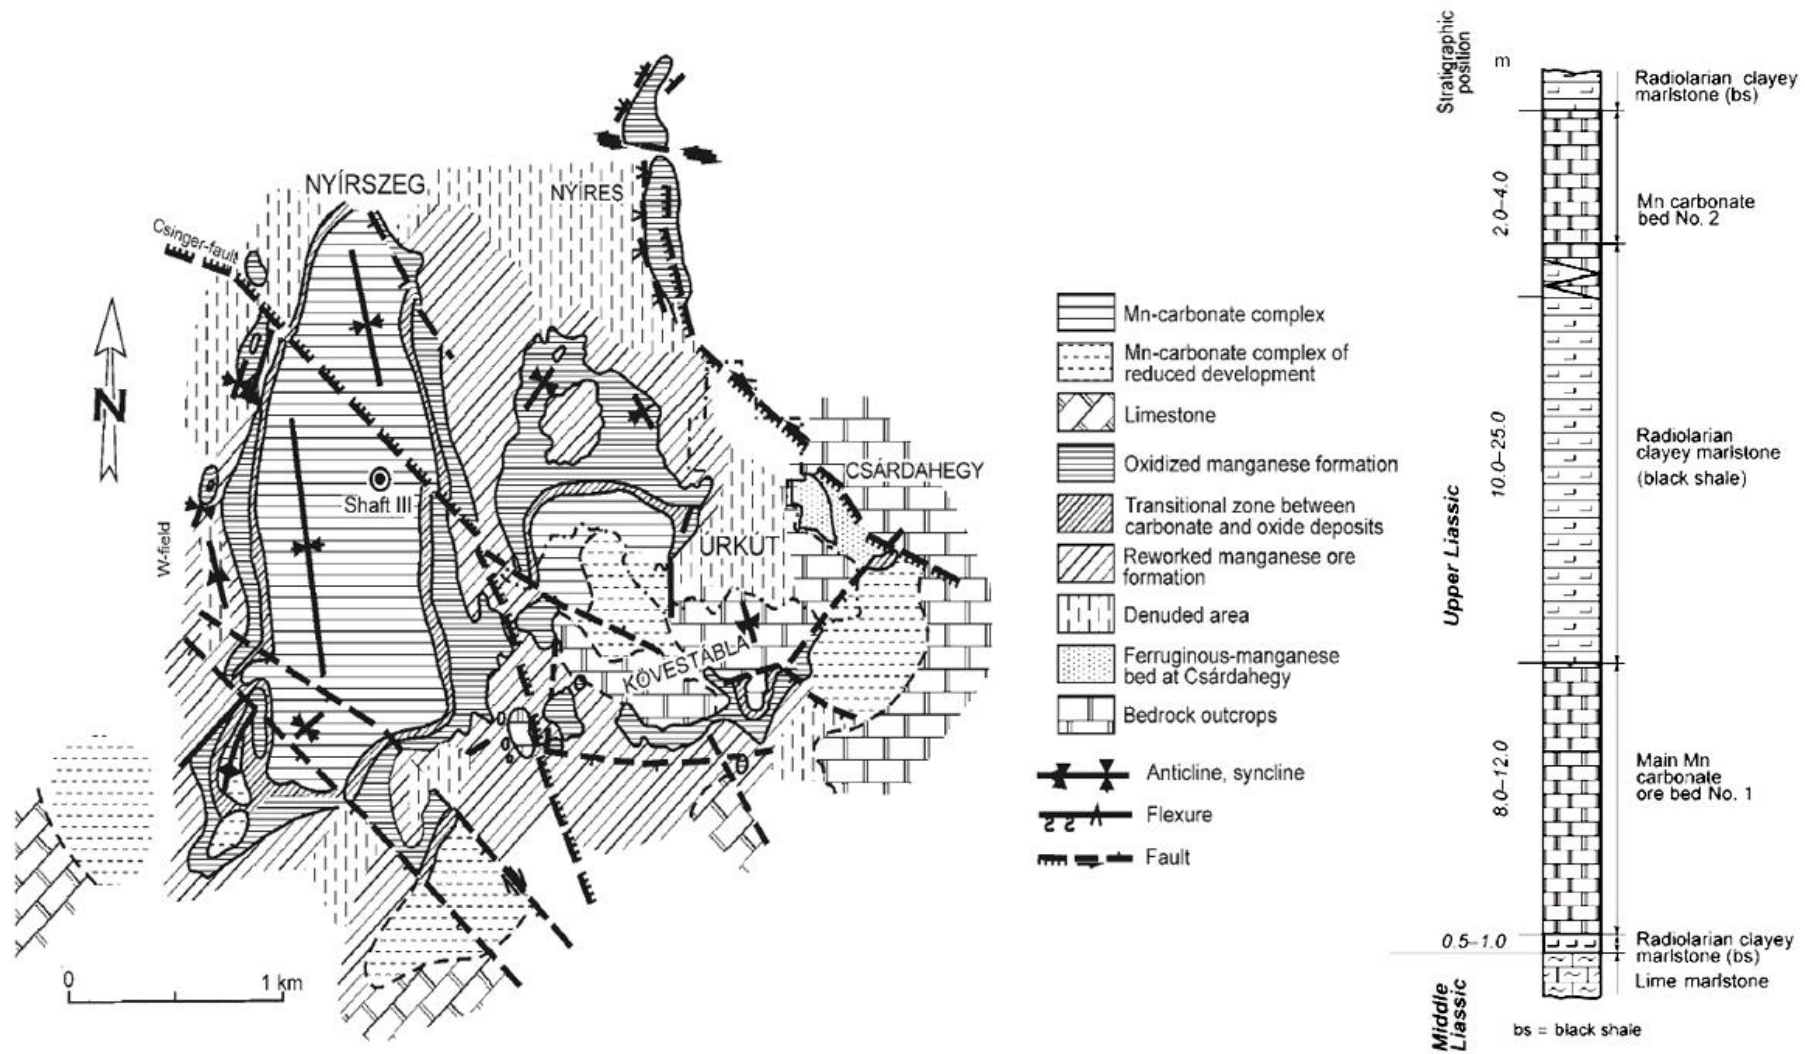 NYÍRSZEG
NYÍRES
Csinger-fault
N
Shaft III
W-field
CSÁRDAHEGY
ÚRKÚT
KÖVESTÁBLA
0
1 km
Mn-carbonate complex
Mn-carbonate complex of
reduced development
Limestone
Oxidized manganese formation
Transitional zone between
carbonate and oxide deposits
Reworked manganese ore
formation
Denuded area
Ferruginous-manganese
bed at Csárdahegy
Bedrock outcrops
Anticline, syncline
Flexure
Fault
Stratigraphic
position
m
Radiolarian clayey
marlstone (bs)
2.0–4.0
Mn carbonate
bed No. 2
10.0–25.0
Radiolarian
clayey marlstone
(black shale)
Upper Liassic
8.0–12.0
Main Mn
carbonate
ore bed No. 1
0.5–1.0
Radiolarian clayey
marlstone (bs)
Lime marlstone
Middle
Liassic
bs = black shale